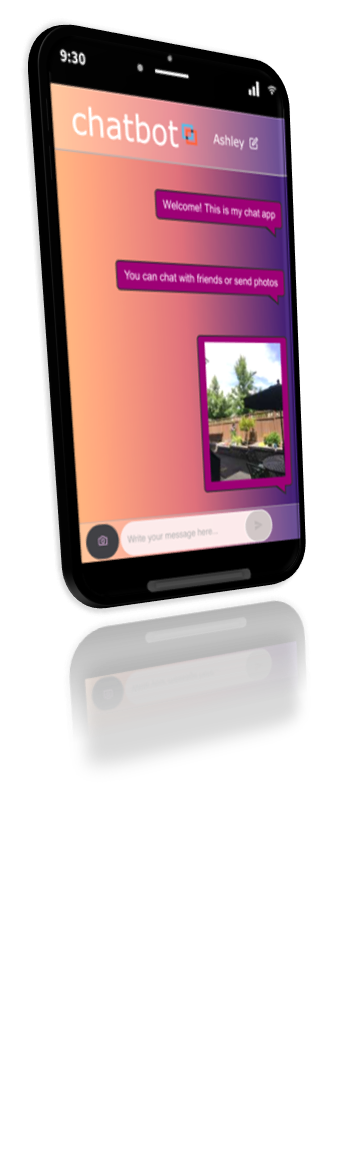 9:30
chatbot
Ashley
Welcome! This is my chat app
You can chat with friends or send photos
Write your message here...